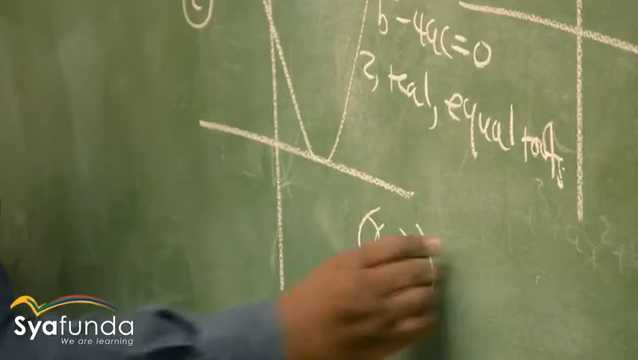 b²-4ac=0
2, real, equal roots
Syafunda
We are learning